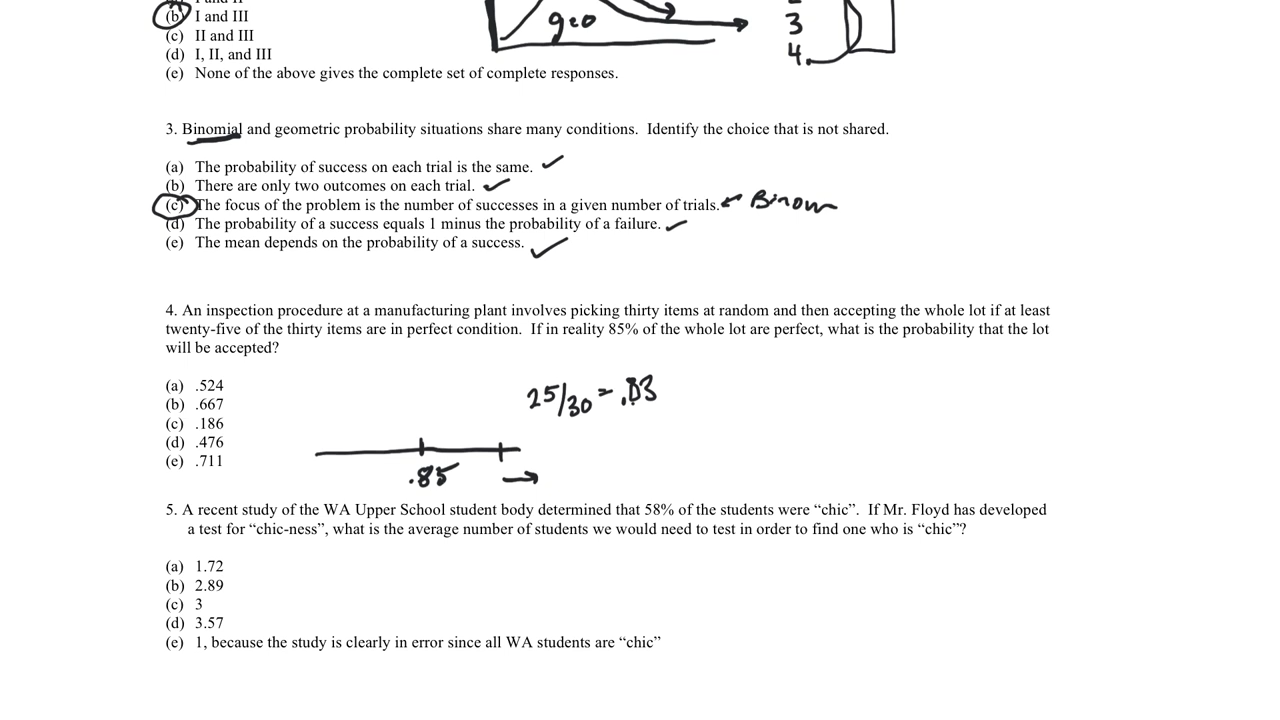 (b) I and III
geo
3
(c) II and III
4.
(d) I, II, and III
(e) None of the above gives the complete set of complete responses.
3. Binomial and geometric probability situations share many conditions. Identify the choice that is not shared.
(a) The probability of success on each trial is the same.
(b) There are only two outcomes on each trial.
(c) The focus of the problem is the number of successes in a given number of trials. Binom
(d) The probability of a success equals 1 minus the probability of a failure.
(e) The mean depends on the probability of a success.
4. An inspection procedure at a manufacturing plant involves picking thirty items at random and then accepting the whole lot if at least
twenty-five of the thirty items are in perfect condition. If in reality 85% of the whole lot are perfect, what is the probability that the lot
will be accepted?
(a) .524
25/30 = .83
(b) .667
(c) .186
(d) .476
(e) .711
.85
5. A recent study of the WA Upper School student body determined that 58% of the students were “chic”. If Mr. Floyd has developed
a test for “chic-ness”, what is the average number of students we would need to test in order to find one who is “chic”?
(a) 1.72
(b) 2.89
(c) 3
(d) 3.57
(e) 1, because the study is clearly in error since all WA students are “chic”